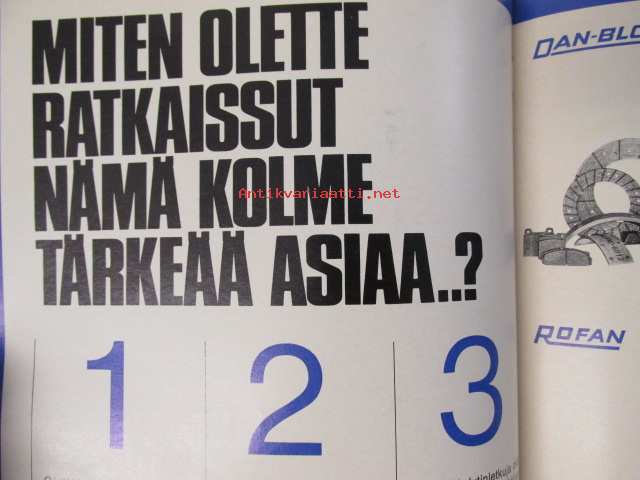 MITEN OLETTE
RATKAISSUT
NÄMÄ KOLME
TÄRKEÄÄ ASIAA..?
Antikvariaatti.net
1 2 3
DAN-BLO
ROFAN